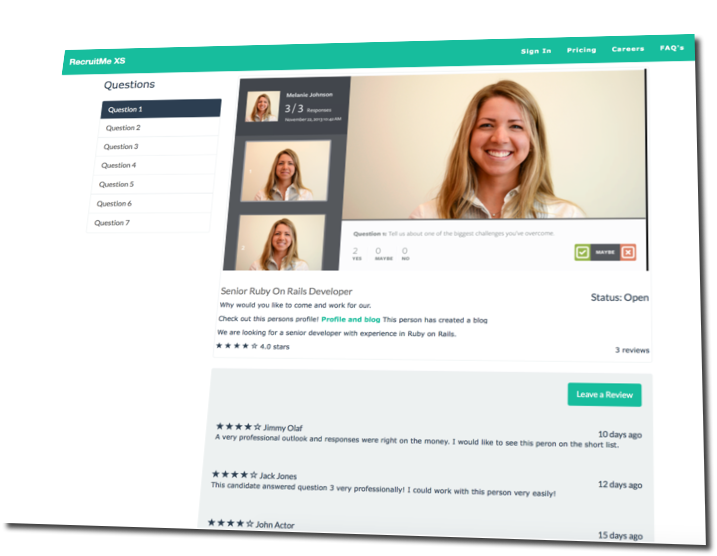 RecruitMe XS
Sign In Pricing Careers FAQ's
Questions
Question 1
Question 2
Question 3
Question 4
Question 5
Question 6
Question 7
Melanie Johnson
3/3 Responses
November 22, 2013 10:42 AM
1
2
Question 1: Tell us about one of the biggest challenges you've overcome.
2 0 0
YES MAYBE NO
MAYBE
Senior Ruby On Rails Developer
Status: Open
Why would you like to come and work for our.
Check out this persons profile! Profile and blog This person has created a blog
We are looking for a senior developer with experience in Ruby on Rails.
★ ★ ★ ★ ☆ 4.0 stars
3 reviews
Leave a Review
★ ★ ★ ★ ☆ Jimmy Olaf
10 days ago
A very professional outlook and responses were right on the money. I would like to see this peron on the short list.
★ ★ ★ ★ ☆ Jack Jones
12 days ago
This candidate answered question 3 very professionally! I could work with this person very easily!
★ ★ ★ ★ ☆ John Actor
15 days ago